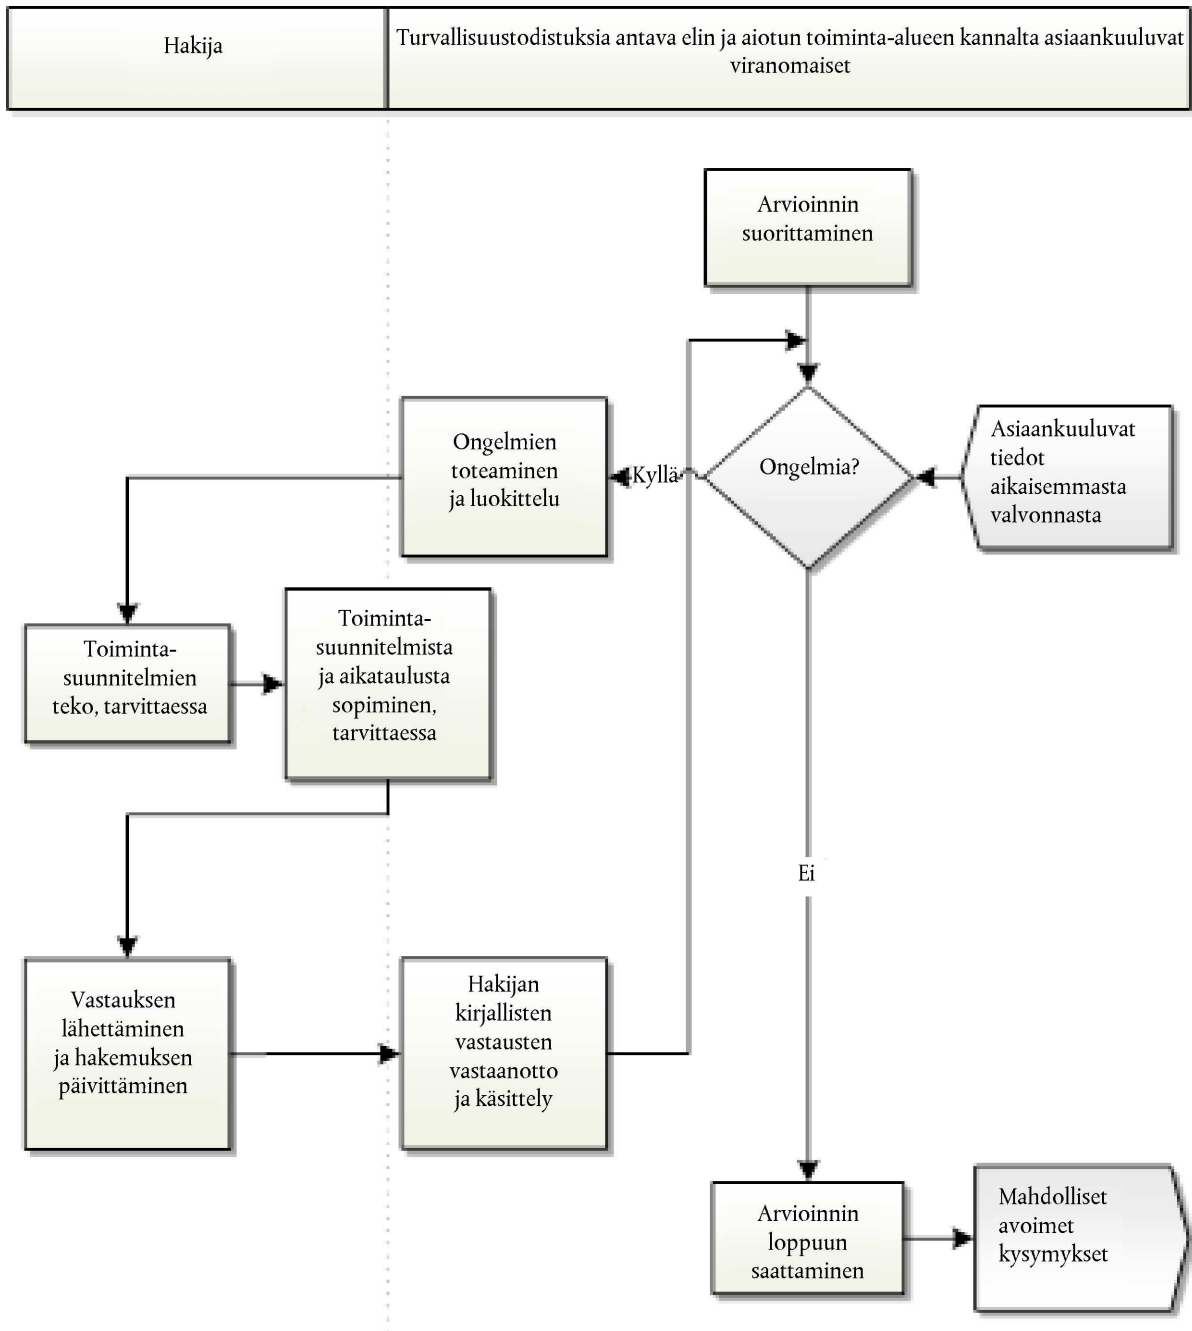 Hakija
Turvallisuustodistuksia antava elin ja aiotun toiminta-alueen kannalta asiaankuuluvat
viranomaiset
Arvioinnin
suorittaminen
Ongelmia?
Asiaankuuluvat
tiedot
aikaisemmasta
valvonnasta
Kyllä
Ongelmien
toteaminen
ja luokittelu
Toiminta-
suunnitelmien
teko, tarvittaessa
Toiminta-
suunnitelmista
ja aikataulusta
sopiminen,
tarvittaessa
Ei
Vastauksen
lähettäminen
ja hakemuksen
päivittäminen
Hakijan
kirjallisten
vastausten
vastaanotto
ja käsittely
Arvioinnin
loppuun
saattaminen
Mahdolliset
avoimet
kysymykset